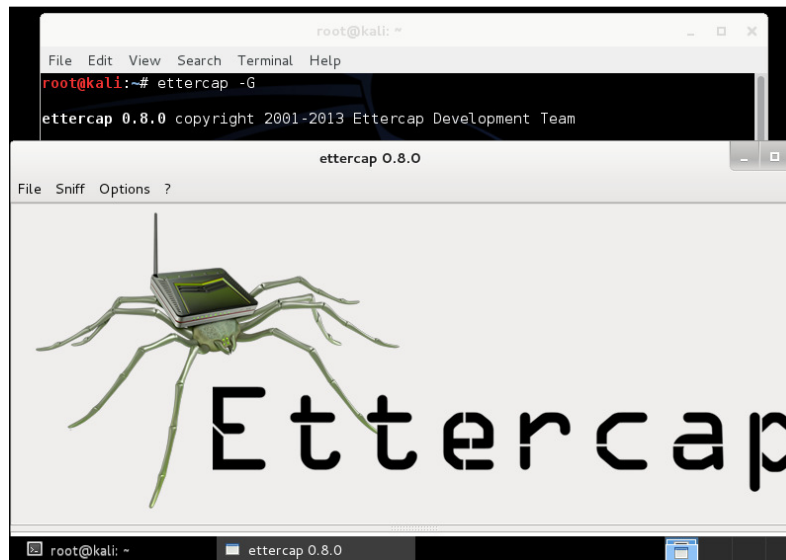 root@kali: ~
File Edit View Search Terminal Help
root@kali:~# ettercap -G
ettercap 0.8.0 copyright 2001-2013 Ettercap Development Team
ettercap 0.8.0
File Sniff Options ?
Ettercap
root@kali: ~ ettercap 0.8.0